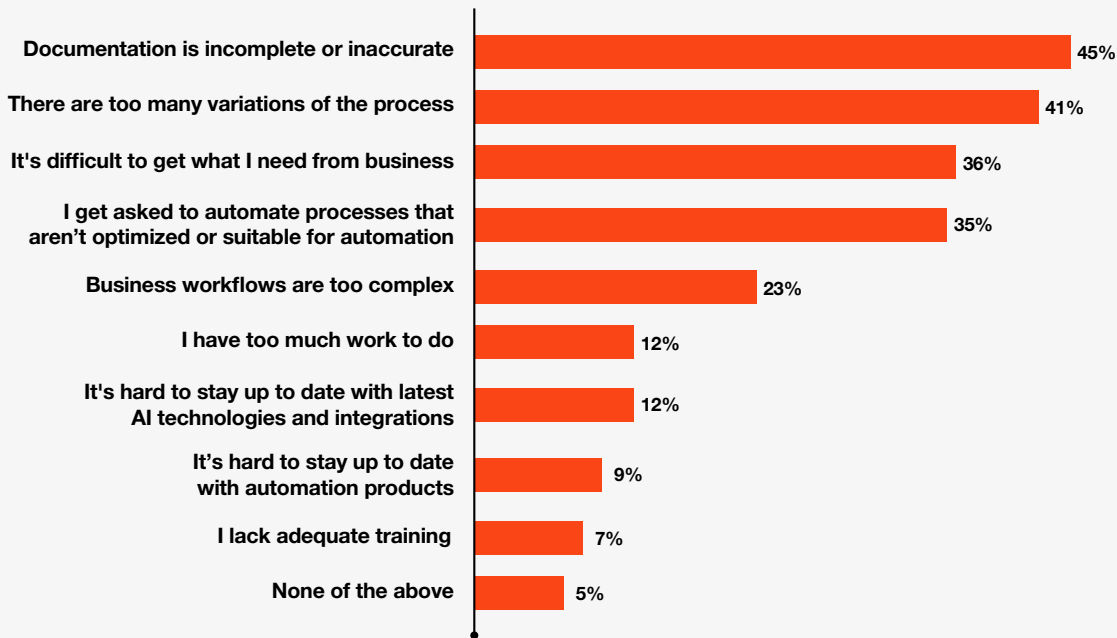 Documentation is incomplete or inaccurate
45%
There are too many variations of the process
41%
It's difficult to get what I need from business
36%
I get asked to automate processes that
aren’t optimized or suitable for automation
35%
Business workflows are too complex
23%
I have too much work to do
12%
It's hard to stay up to date with latest
AI technologies and integrations
12%
It’s hard to stay up to date
with automation products
9%
I lack adequate training
7%
None of the above
5%